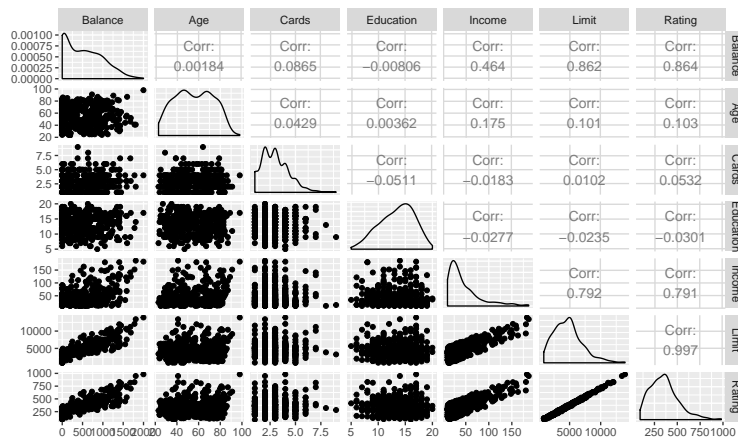 Balance Age Cards Education Income Limit Rating
0.00100
0.00075
0.00050
0.00025
0.00000
Corr: Corr: Corr: Corr: Corr: Corr:
0.00184 0.0865 −0.00806 0.464 0.862 0.864
Balance
100
80
60
40
20
Corr: Corr: Corr: Corr: Corr:
0.0429 0.00362 0.175 0.101 0.103
Age
7.5
5.0
2.5
Corr: Corr: Corr: Corr:
−0.0511 −0.0183 0.0102 0.0532
Cards
20
15
10
5
Corr: Corr: Corr:
−0.0277 −0.0235 −0.0301
Education
150
100
50
Corr: Corr:
0.792 0.791
Income
10000
5000
Corr:
0.997
Limit
1000
750
500
250
Rating
0 500 1000 1500 2000 20 40 60 80 100 2.5 5.0 7.5 5 10 15 20 50 100 150 5000 10000 250 500 750 1000